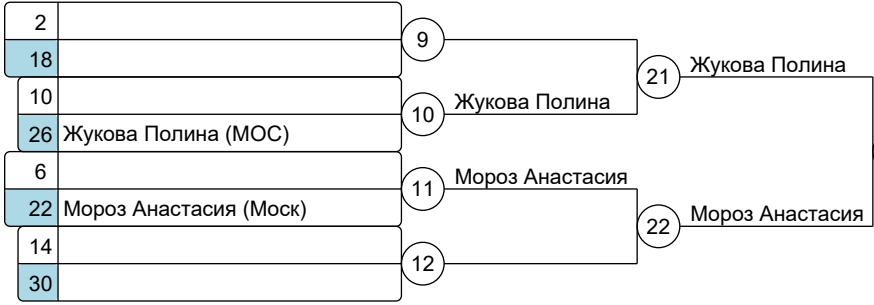 2
9
18
21 Жукова Полина
10
10 Жукова Полина
26 Жукова Полина (МОС)
6
11 Мороз Анастасия
22 Мороз Анастасия (Моск)
22 Мороз Анастасия
14
12
30